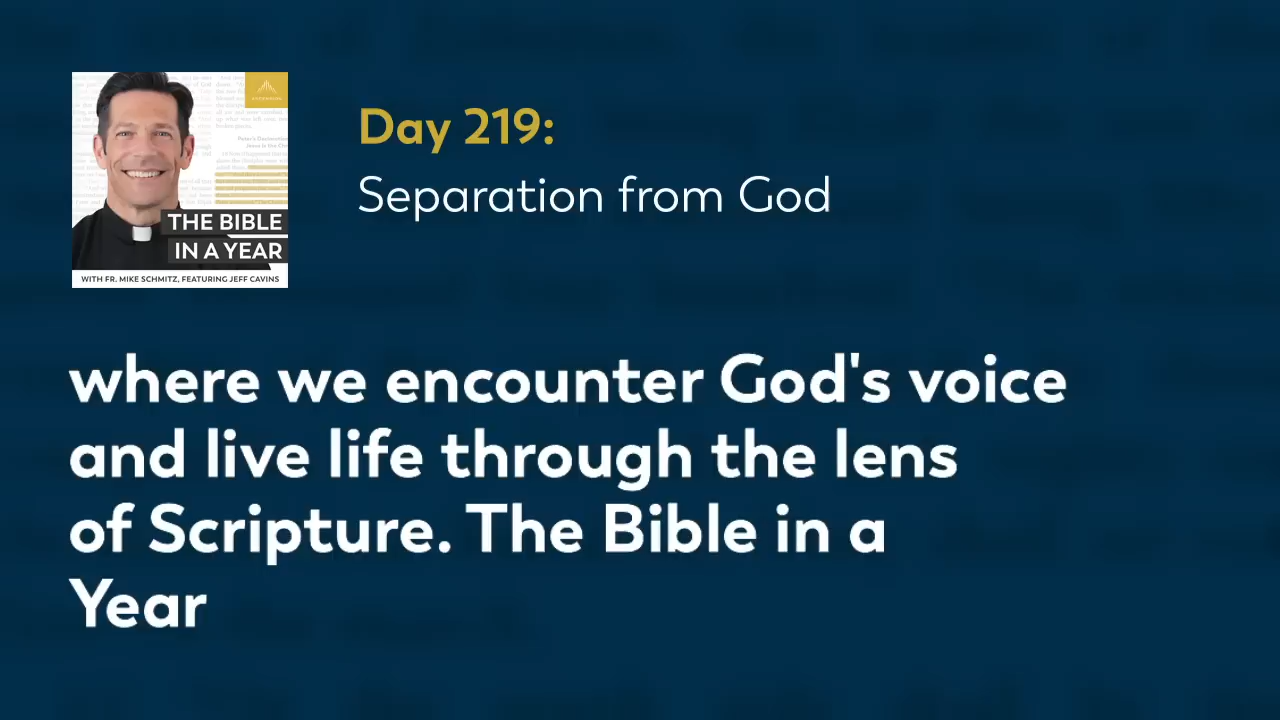 Day 219:
Separation from God
THE BIBLE
IN A YEAR
WITH FR. MIKE SCHMITZ, FEATURING JEFF CAVINS
where we encounter God's voice
and live life through the lens
of Scripture. The Bible in a
Year